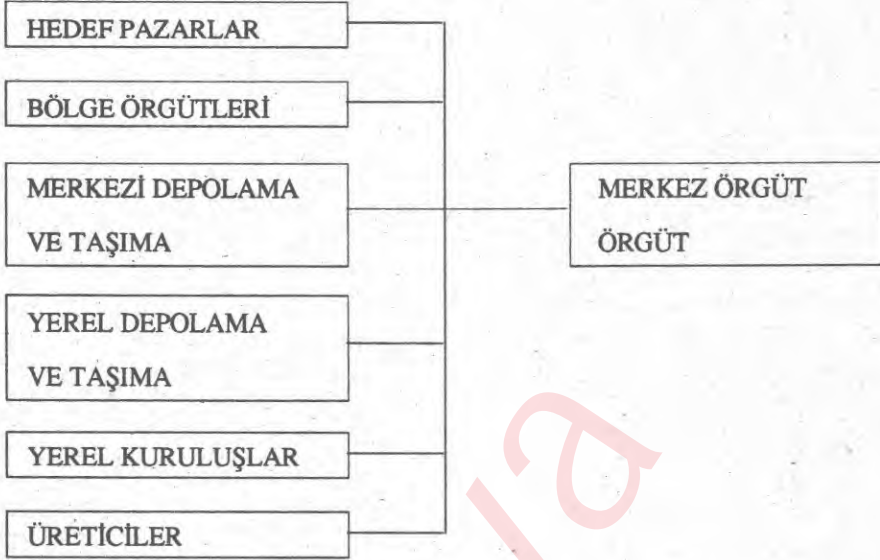 HEDEF PAZARLAR
BÖLGE ÖRGÜTLERİ
MERKEZİ DEPOLAMA
VE TAŞIMA
MERKEZ ÖRGÜT
ÖRGÜT
YEREL DEPOLAMA
VE TAŞIMA
YEREL KURULUŞLAR
ÜRETİCİLER